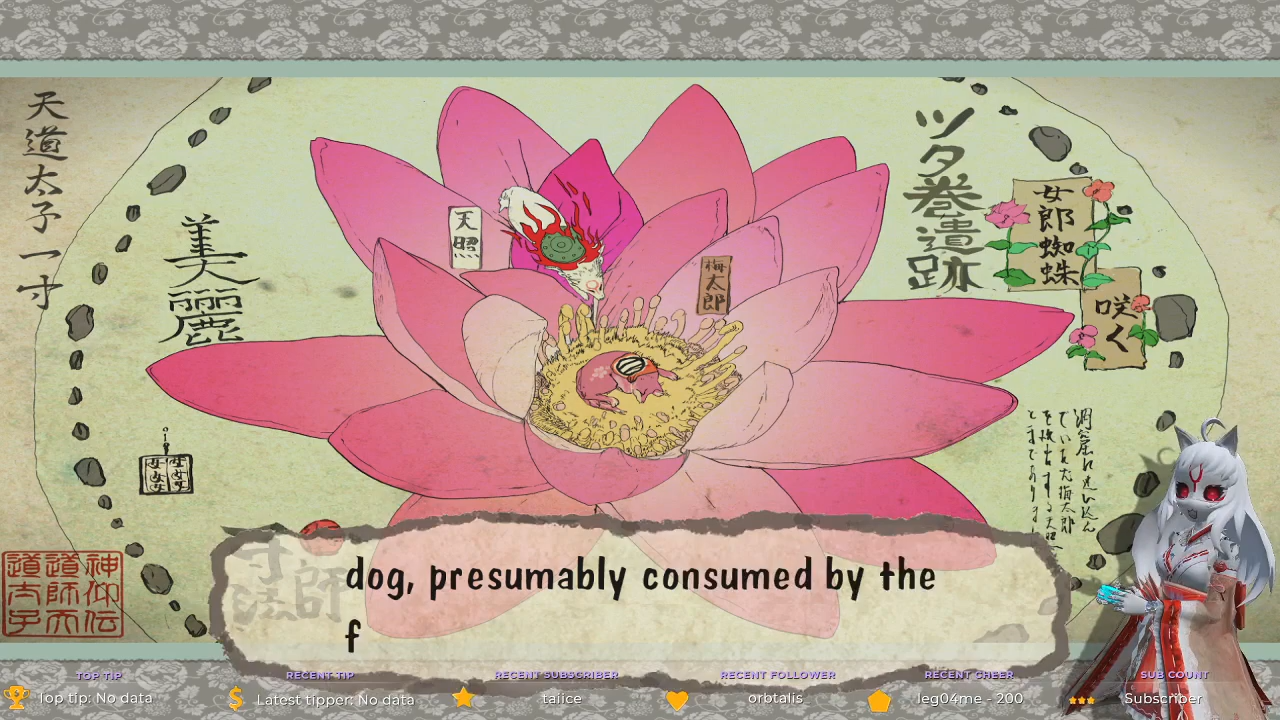 天道太子一寸
美麗
天照
梅太郎
ツタ巻遺跡
女郎蜘蛛
咲く
dog, presumably consumed by the
f
TOP TIP
Top tip: No data
RECENT TIP
Latest tipper: No data
RECENT SUBSCRIBER
taiice
RECENT FOLLOWER
orbtalis
RECENT CHEER
leg04me - 200
SUB COUNT
Subscriber